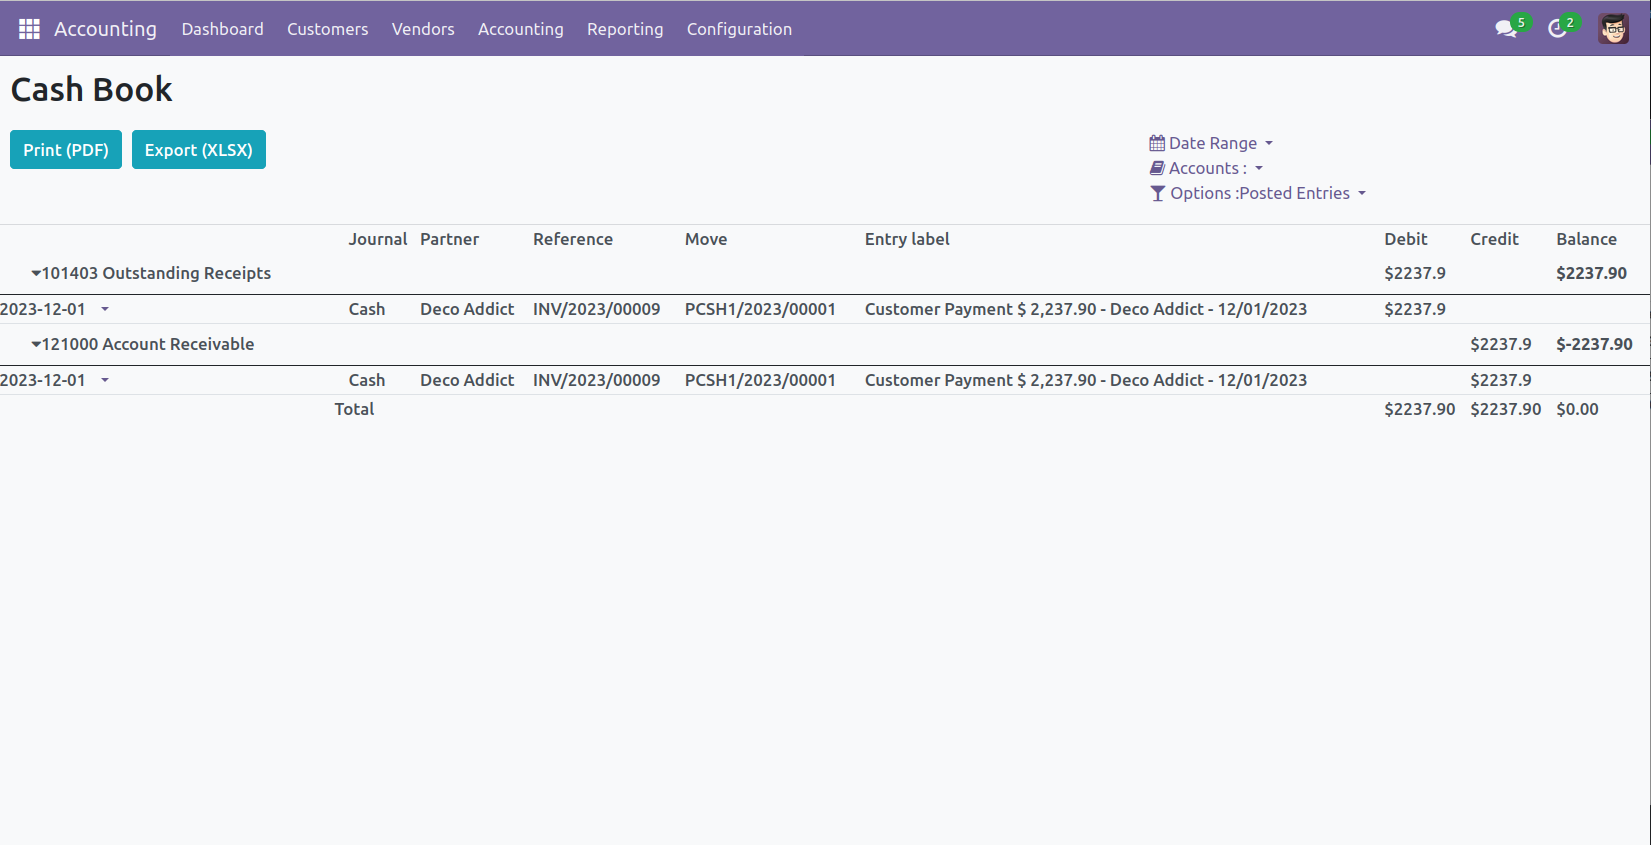 Accounting Dashboard Customers Vendors Accounting Reporting Configuration 5 2
Cash Book
Print (PDF) Export (XLSX)
Date Range
Accounts :
Options :Posted Entries
Journal Partner Reference Move Entry label Debit Credit Balance
101403 Outstanding Receipts $2237.9 $2237.90
2023-12-01 Cash Deco Addict INV/2023/00009 PCSH1/2023/00001 Customer Payment $ 2,237.90 - Deco Addict - 12/01/2023 $2237.9
121000 Account Receivable $2237.9 $-2237.90
2023-12-01 Cash Deco Addict INV/2023/00009 PCSH1/2023/00001 Customer Payment $ 2,237.90 - Deco Addict - 12/01/2023 $2237.9
Total $2237.90 $2237.90 $0.00